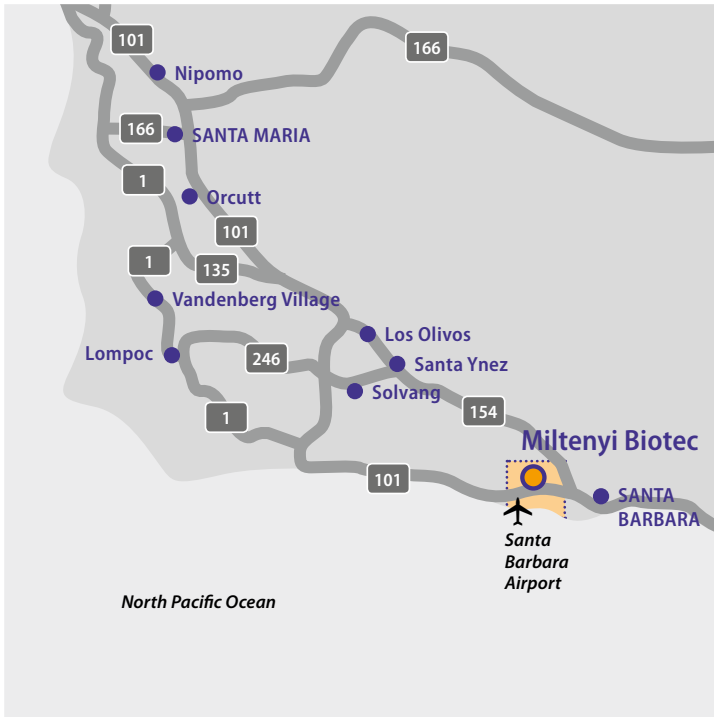 101
166
Nipomo
166
SANTA MARIA
1
Orcutt
101
1
135
Vandenberg Village
Los Olivos
Lompoc
246
Santa Ynez
Solvang
154
1
Miltenyi Biotec
101
SANTA
BARBARA
Santa
Barbara
Airport
North Pacific Ocean